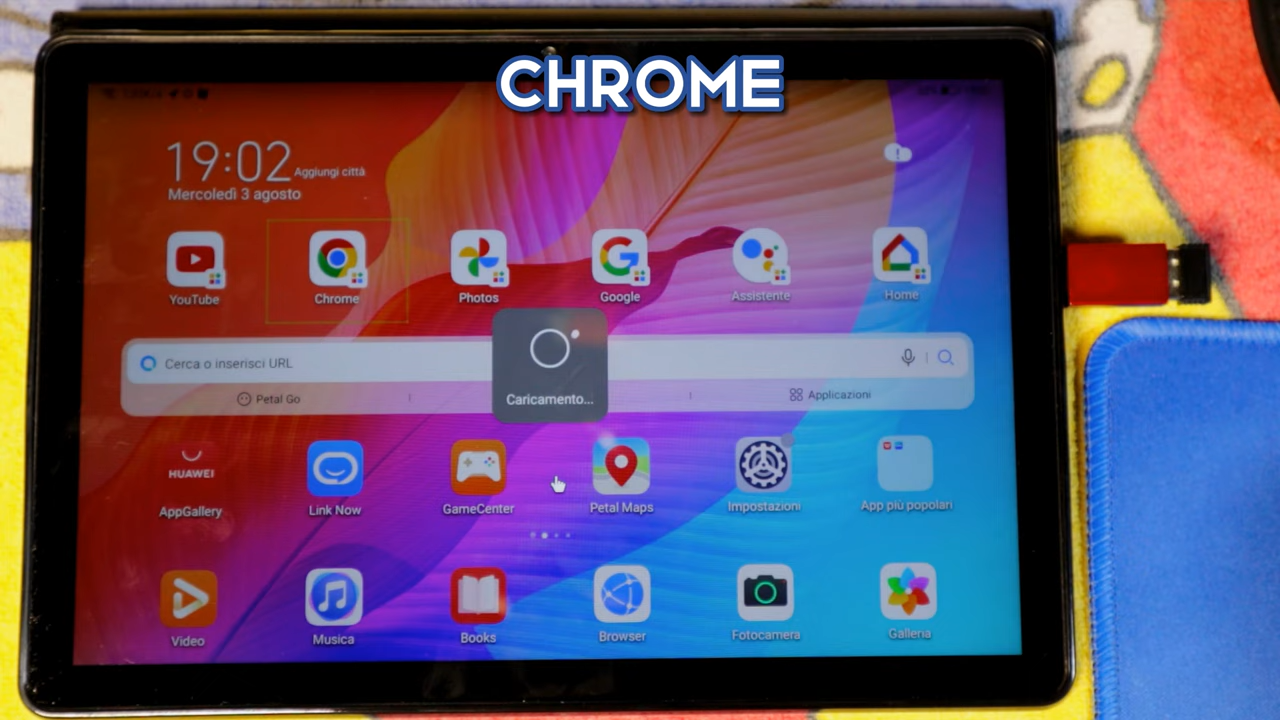 CHROME
19:02 Aggiungi città
Mercoledì 3 agosto
YouTube Chrome Photos Google Assistente Home
Cerca o inserisci URL
Caricamento...
Petal Go Applicazioni
HUAWEI
AppGallery Link Now GameCenter Petal Maps Impostazioni App più popolari
Video Musica Books Browser Fotocamera Galleria